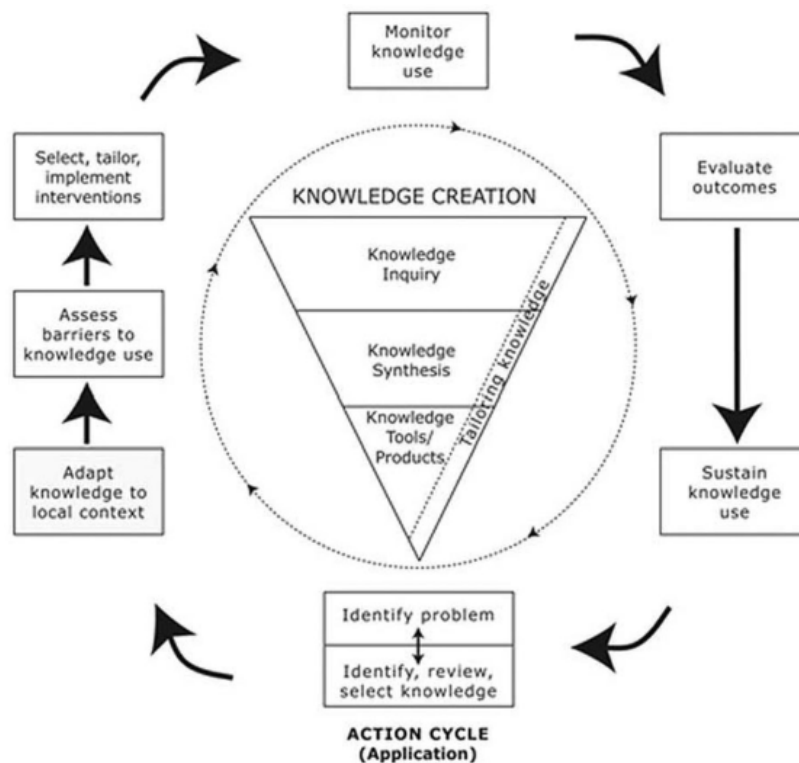 Monitor
knowledge
use
Select, tailor,
implement
interventions
Evaluate
outcomes
KNOWLEDGE CREATION
Knowledge
Inquiry
Assess
barriers to
knowledge use
Knowledge
Synthesis
Tailoring knowledge
Knowledge
Tools/
Products
Adapt
knowledge to
local context
Sustain
knowledge
use
Identify problem
Identify, review,
select knowledge
ACTION CYCLE
(Application)